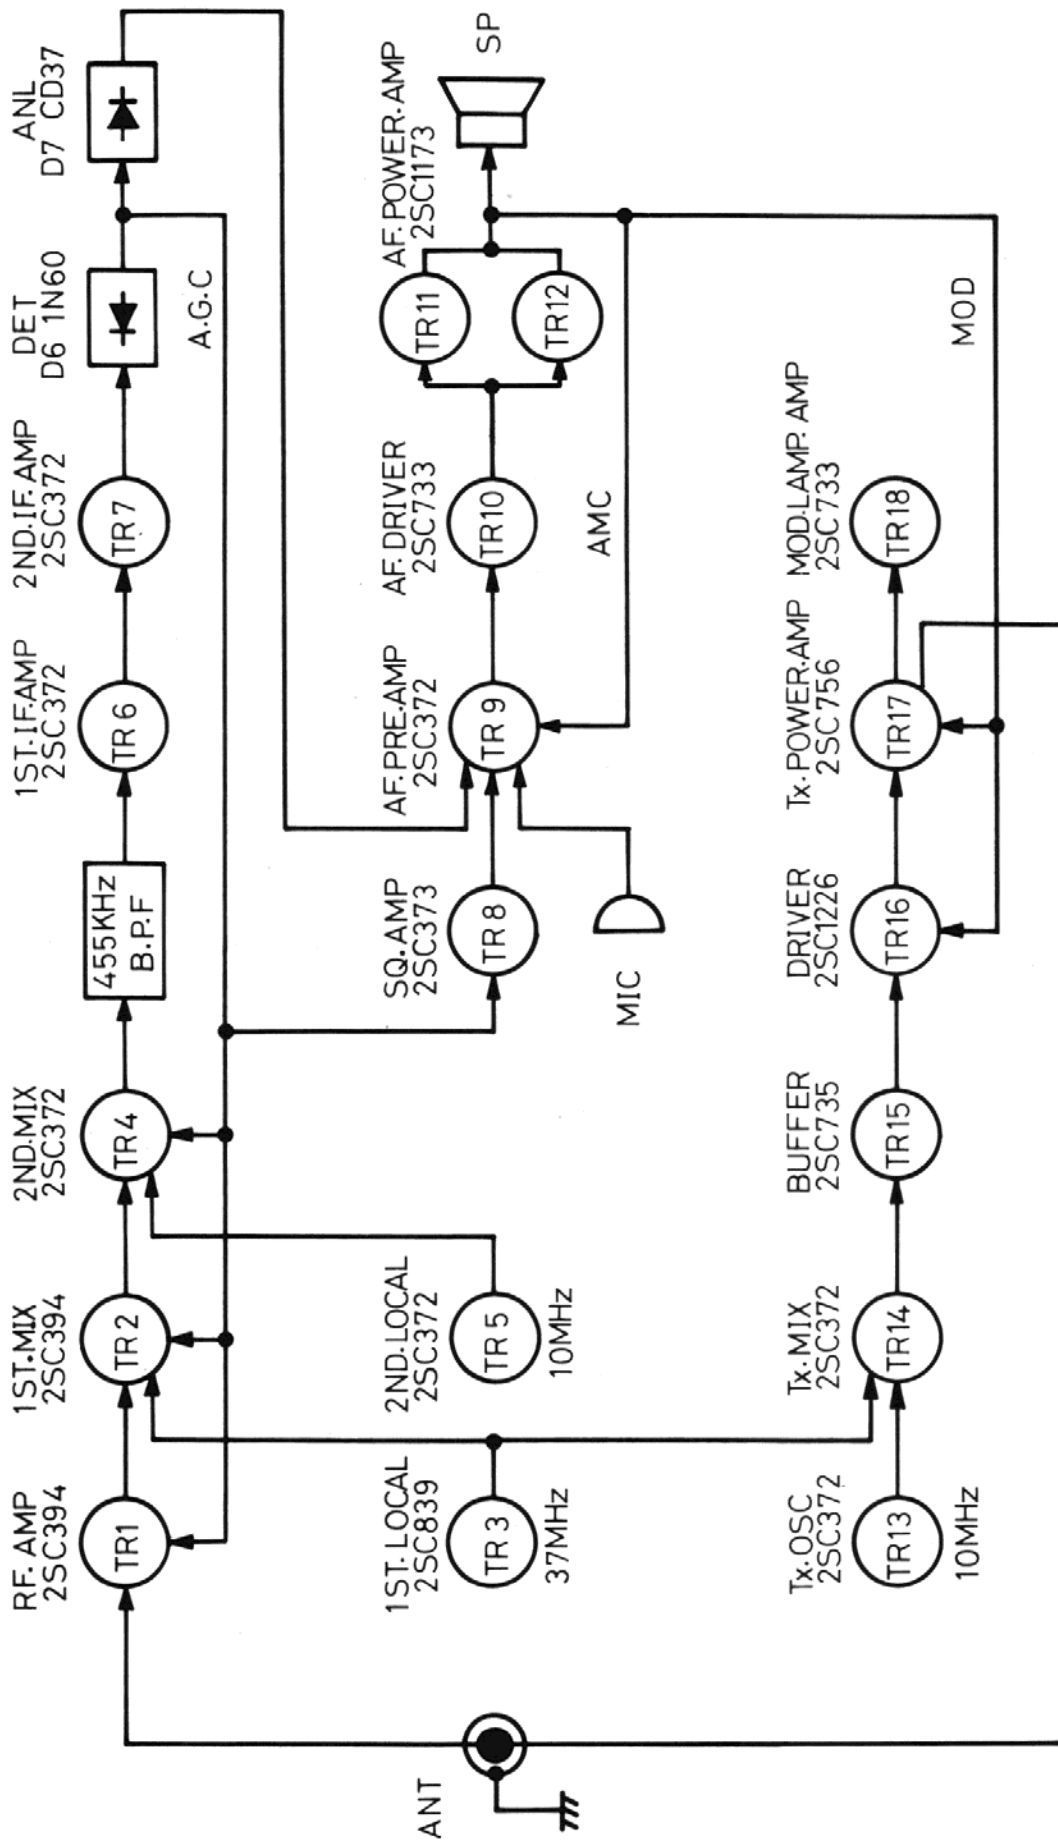 RF. AMP
2SC394
TR1
1ST.MIX
2SC394
TR2
2ND.MIX
2SC372
TR4
455KHz
B.P.F
1ST.IF.AMP
2SC372
TR6
2ND.IF.AMP
2SC372
TR7
DET
D6 1N60
ANL
D7 CD37
A.G.C
ANT
1ST.LOCAL
2SC839
TR3
37MHz
2ND.LOCAL
2SC372
TR5
10MHz
SQ.AMP
2SC373
TR8
MIC
AF.PRE.AMP
2SC372
TR9
AF.DRIVER
2SC733
TR10
AMC
AF.POWER.AMP
2SC1173
TR11
TR12
SP
Tx.OSC
2SC372
TR13
10MHz
Tx.MIX
2SC372
TR14
BUFFER
2SC735
TR15
DRIVER
2SC1226
TR16
Tx.POWER.AMP
2SC756
TR17
MOD.LAMP.AMP
2SC733
TR18
MOD